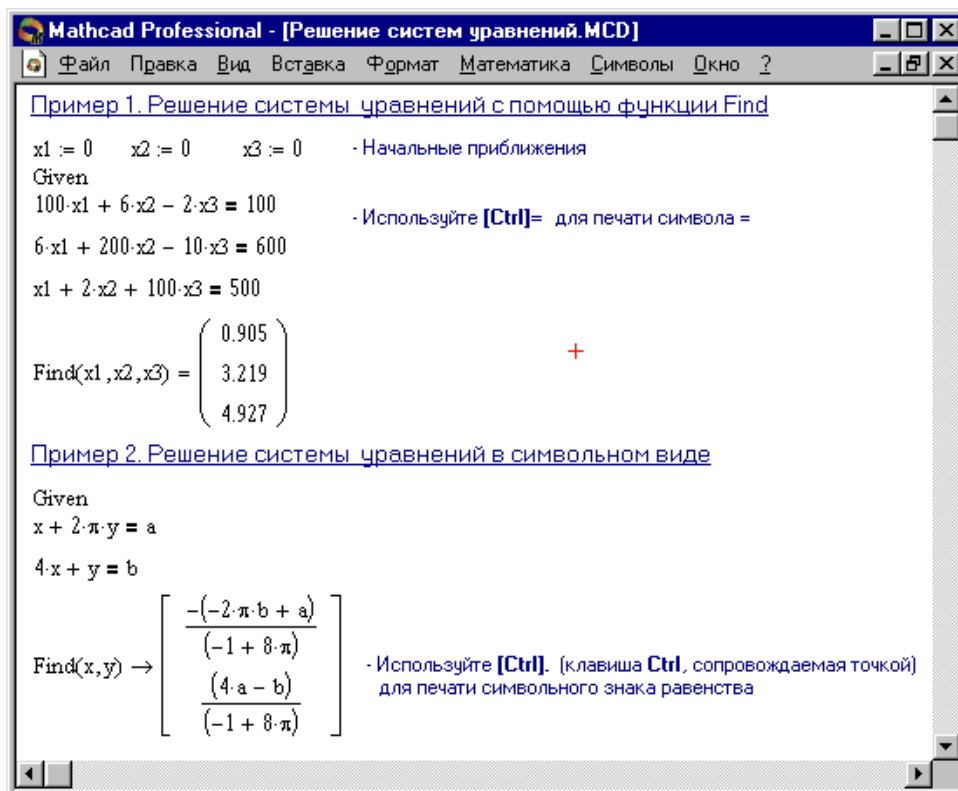 Mathcad Professional - [Решение систем уравнений.MCD]
Файл Правка Вид Вставка Формат Математика Символы Окно ?
Пример 1. Решение системы уравнений с помощью функции Find
x1 := 0 x2 := 0 x3 := 0 - Начальные приближения
Given
100·x1 + 6·x2 − 2·x3 = 100
- Используйте [Ctrl]= для печати символа =
6·x1 + 200·x2 − 10·x3 = 600
x1 + 2·x2 + 100·x3 = 500
0.905
Find(x1,x2,x3) = 3.219
4.927
Пример 2. Решение системы уравнений в символьном виде
Given
x + 2·π·y = a
4·x + y = b
−(−2·π·b + a)
(−1 + 8·π)
Find(x,y) → - Используйте [Ctrl]. (клавиша Ctrl, сопровождаемая точкой)
(4·a − b) для печати символьного знака равенства
(−1 + 8·π)